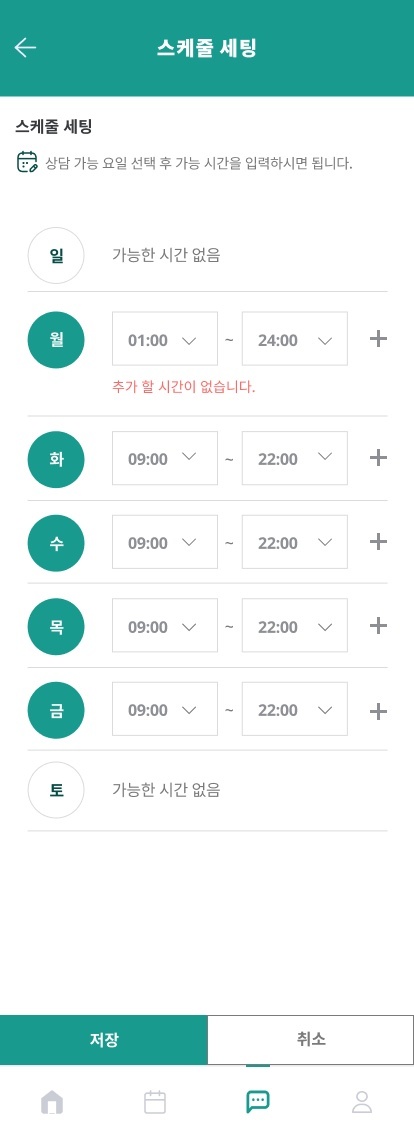 스케줄 세팅
스케줄 세팅
상담 가능 요일 선택 후 가능 시간을 입력하시면 됩니다.
일 가능한 시간 없음
월 01:00 ~ 24:00 +
추가 할 시간이 없습니다.
화 09:00 ~ 22:00 +
수 09:00 ~ 22:00 +
목 09:00 ~ 22:00 +
금 09:00 ~ 22:00 +
토 가능한 시간 없음
저장 취소